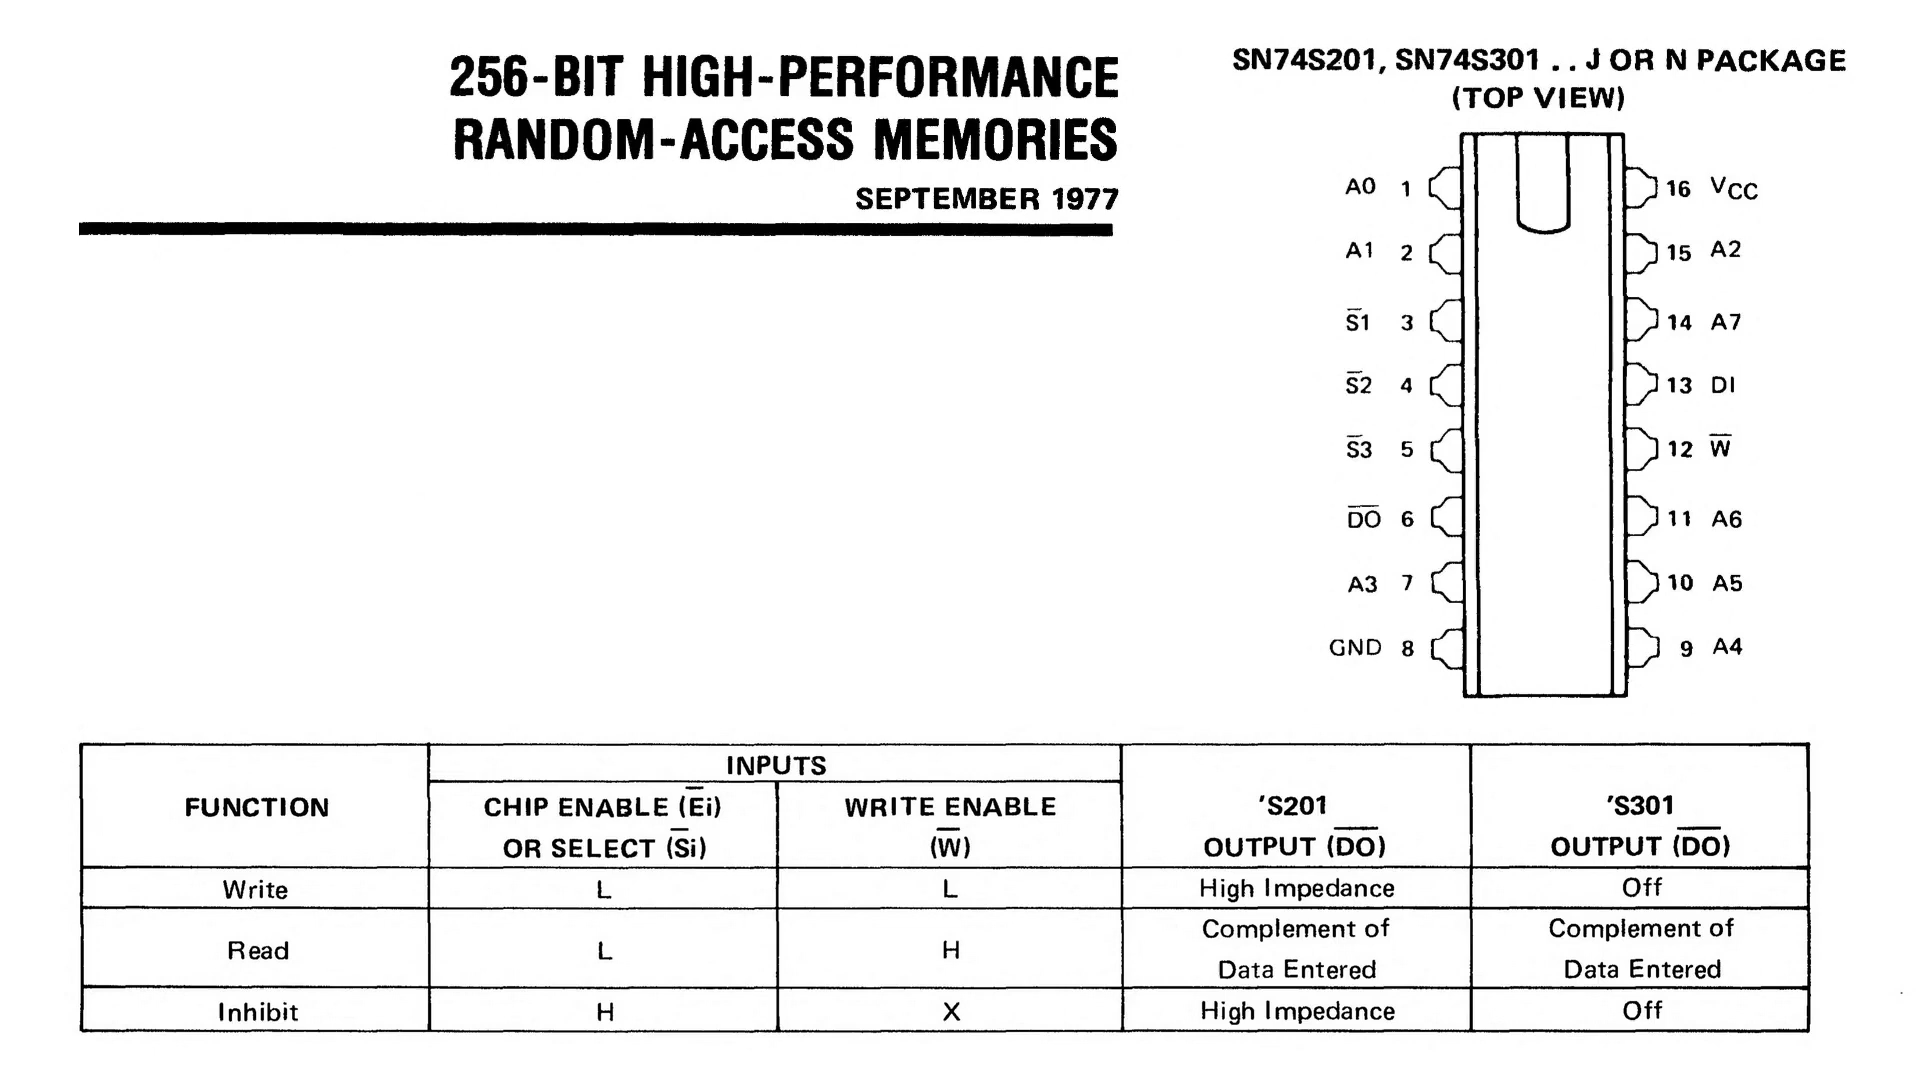 256-BIT HIGH-PERFORMANCE
RANDOM-ACCESS MEMORIES
SEPTEMBER 1977
SN74S201, SN74S301 . . J OR N PACKAGE
(TOP VIEW)
A0 1 16 VCC
A1 2 15 A2
S̅1 3 14 A7
S̅2 4 13 DI
S̅3 5 12 W̅
D̅O̅ 6 11 A6
A3 7 10 A5
GND 8 9 A4
INPUTS
FUNCTION CHIP ENABLE (E̅i) WRITE ENABLE 'S201 'S301
OR SELECT (S̅i) (W̅) OUTPUT (D̅O̅) OUTPUT (D̅O̅)
Write L L High Impedance Off
Complement of Complement of
Read L H
Data Entered Data Entered
Inhibit H X High Impedance Off